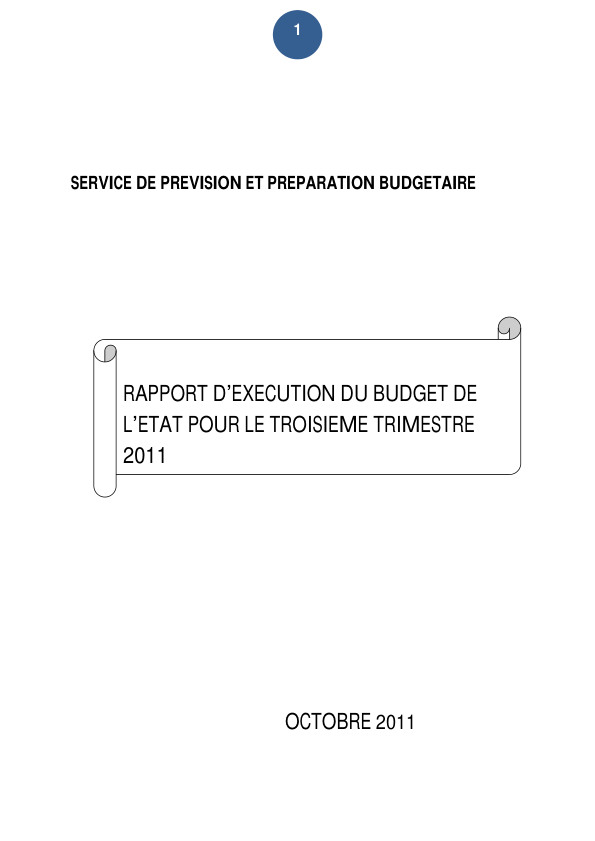 1
SERVICE DE PREVISION ET PREPARATION BUDGETAIRE
RAPPORT D'EXECUTION DU BUDGET DE
L'ETAT POUR LE TROISIEME TRIMESTRE
2011
OCTOBRE 2011